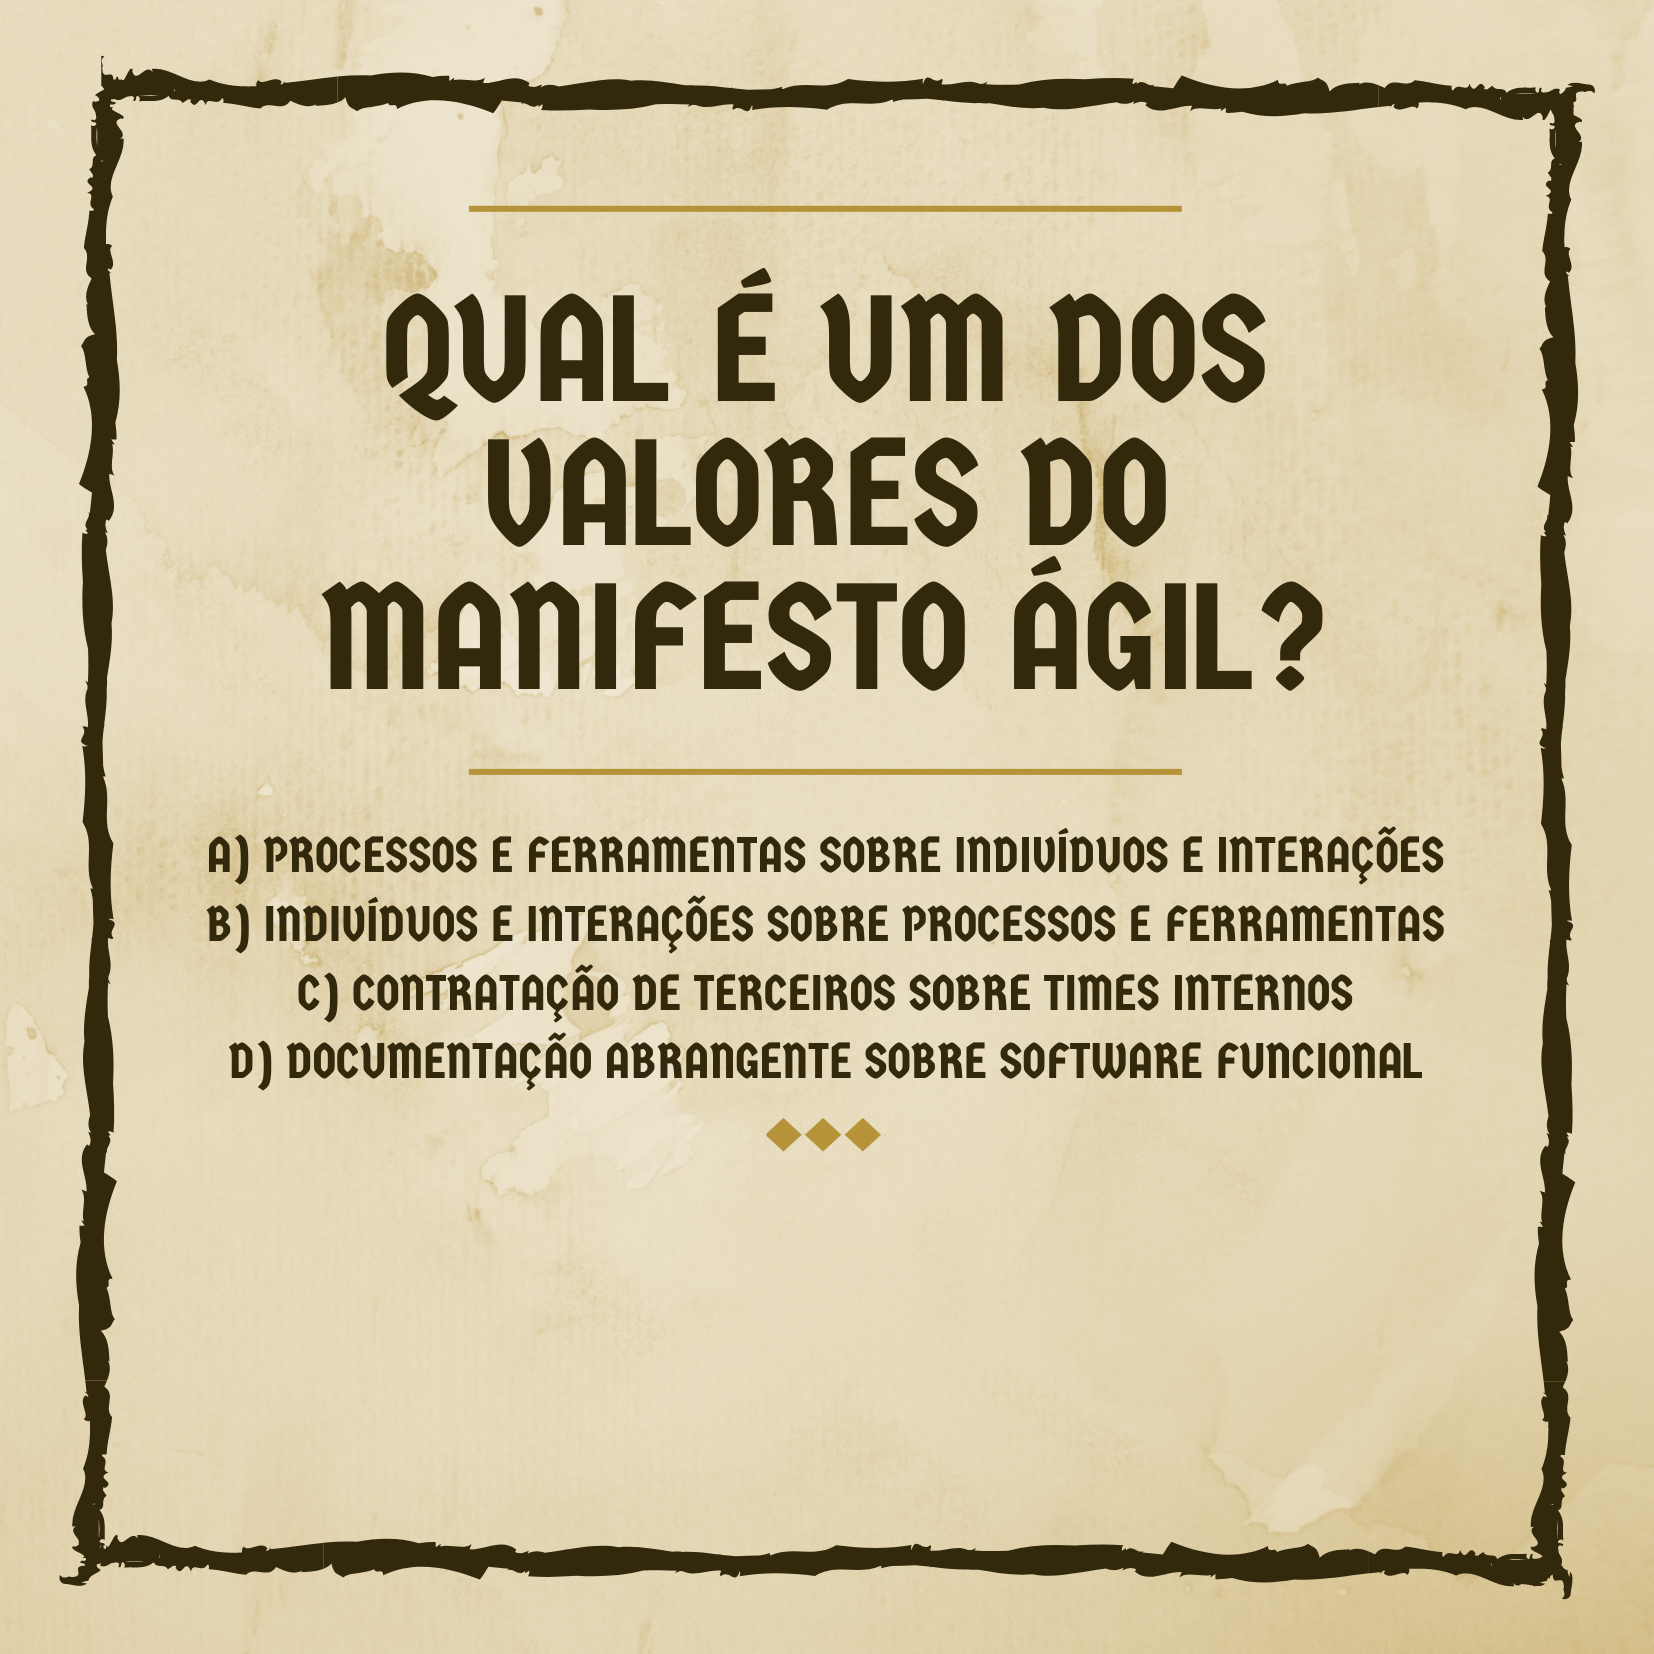 QUAL É UM DOS
VALORES DO
MANIFESTO ÁGIL?
A) PROCESSOS E FERRAMENTAS SOBRE INDIVÍDUOS E INTERAÇÕES
B) INDIVÍDUOS E INTERAÇÕES SOBRE PROCESSOS E FERRAMENTAS
C) CONTRATAÇÃO DE TERCEIROS SOBRE TIMES INTERNOS
D) DOCUMENTAÇÃO ABRANGENTE SOBRE SOFTWARE FUNCIONAL